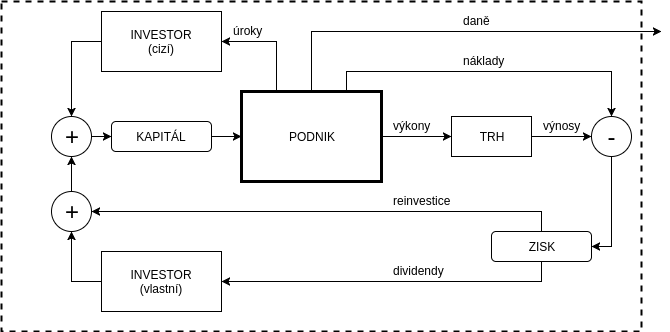 daně
INVESTOR
(cizí)
úroky
náklady
+
KAPITÁL
PODNIK
výkony
TRH
výnosy
-
+
reinvestice
ZISK
INVESTOR
(vlastní)
dividendy